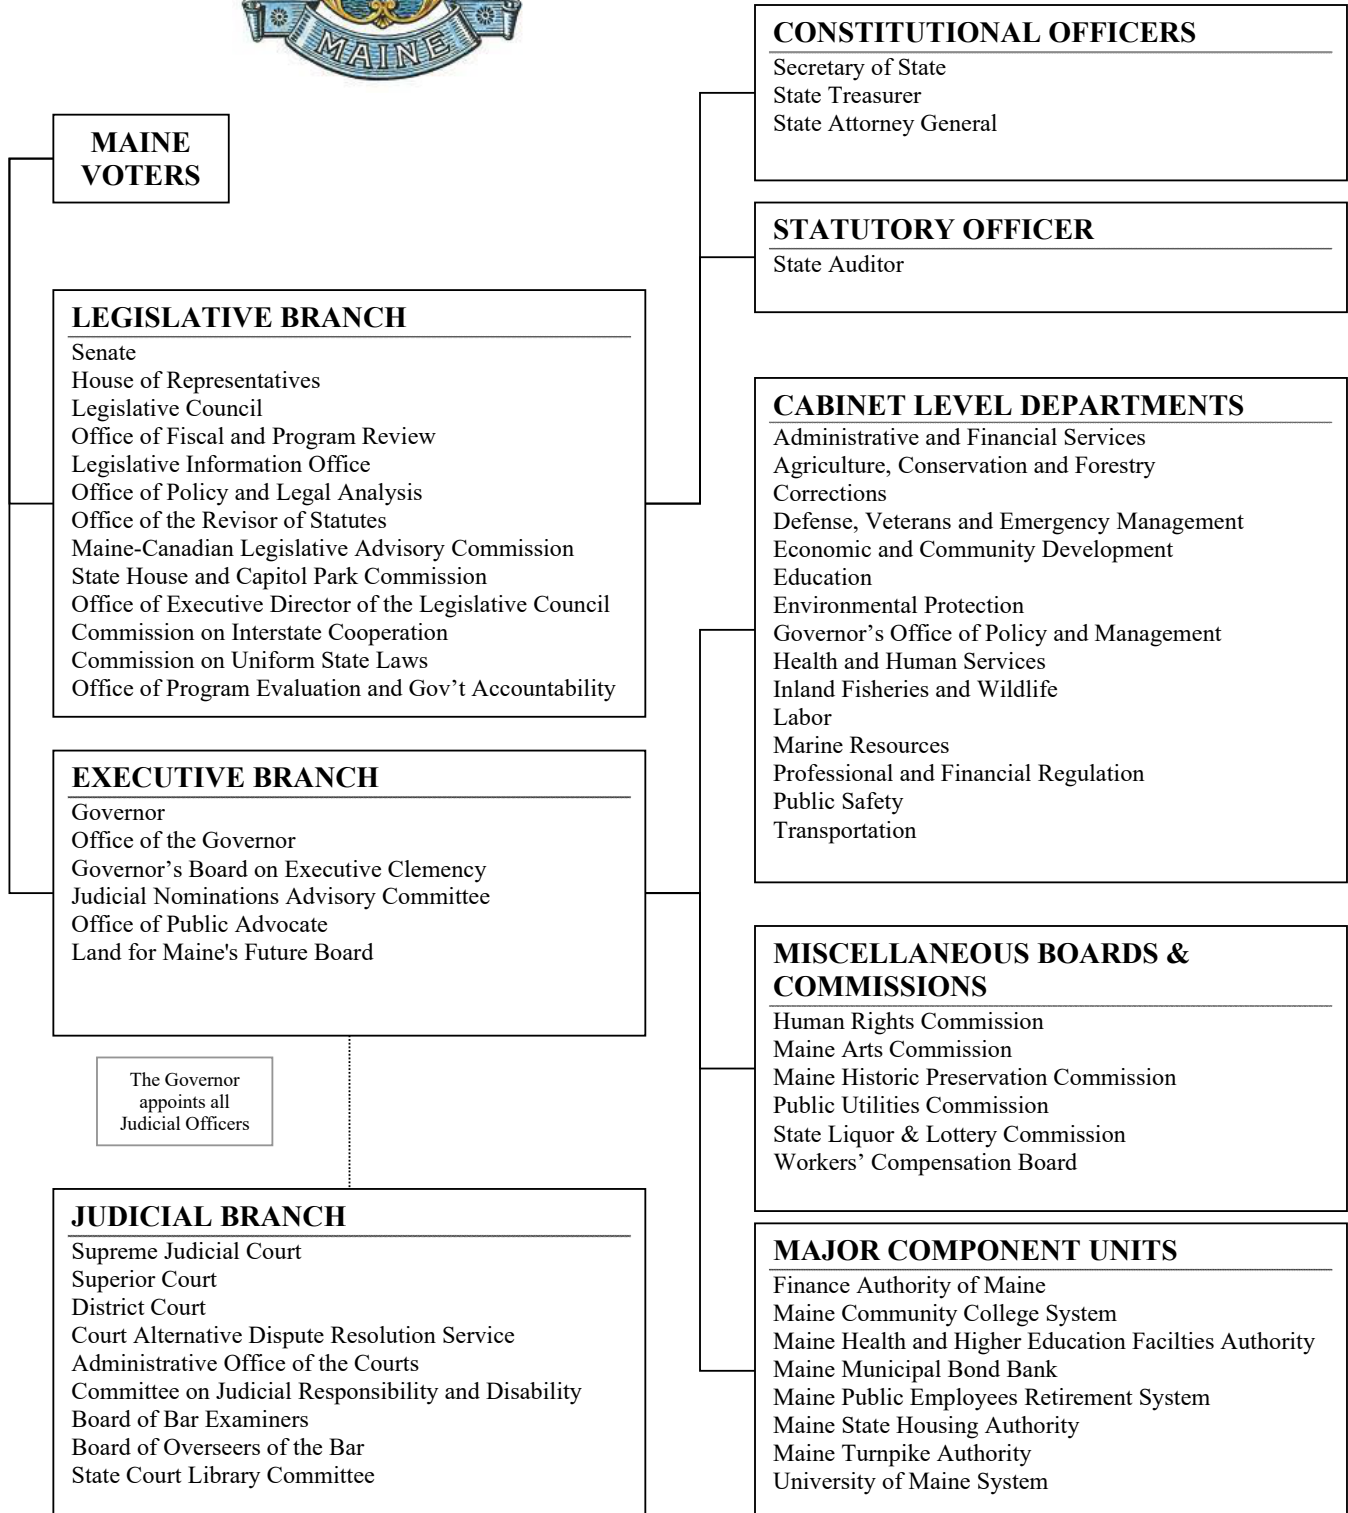 MAINE
MAINE
VOTERS
LEGISLATIVE BRANCH
Senate
House of Representatives
Legislative Council
Office of Fiscal and Program Review
Legislative Information Office
Office of Policy and Legal Analysis
Office of the Revisor of Statutes
Maine-Canadian Legislative Advisory Commission
State House and Capitol Park Commission
Office of Executive Director of the Legislative Council
Commission on Interstate Cooperation
Commission on Uniform State Laws
Office of Program Evaluation and Gov’t Accountability
EXECUTIVE BRANCH
Governor
Office of the Governor
Governor’s Board on Executive Clemency
Judicial Nominations Advisory Committee
Office of Public Advocate
Land for Maine's Future Board
The Governor
appoints all
Judicial Officers
JUDICIAL BRANCH
Supreme Judicial Court
Superior Court
District Court
Court Alternative Dispute Resolution Service
Administrative Office of the Courts
Committee on Judicial Responsibility and Disability
Board of Bar Examiners
Board of Overseers of the Bar
State Court Library Committee
CONSTITUTIONAL OFFICERS
Secretary of State
State Treasurer
State Attorney General
STATUTORY OFFICER
State Auditor
CABINET LEVEL DEPARTMENTS
Administrative and Financial Services
Agriculture, Conservation and Forestry
Corrections
Defense, Veterans and Emergency Management
Economic and Community Development
Education
Environmental Protection
Governor’s Office of Policy and Management
Health and Human Services
Inland Fisheries and Wildlife
Labor
Marine Resources
Professional and Financial Regulation
Public Safety
Transportation
MISCELLANEOUS BOARDS &
COMMISSIONS
Human Rights Commission
Maine Arts Commission
Maine Historic Preservation Commission
Public Utilities Commission
State Liquor & Lottery Commission
Workers’ Compensation Board
MAJOR COMPONENT UNITS
Finance Authority of Maine
Maine Community College System
Maine Health and Higher Education Facilties Authority
Maine Municipal Bond Bank
Maine Public Employees Retirement System
Maine State Housing Authority
Maine Turnpike Authority
University of Maine System